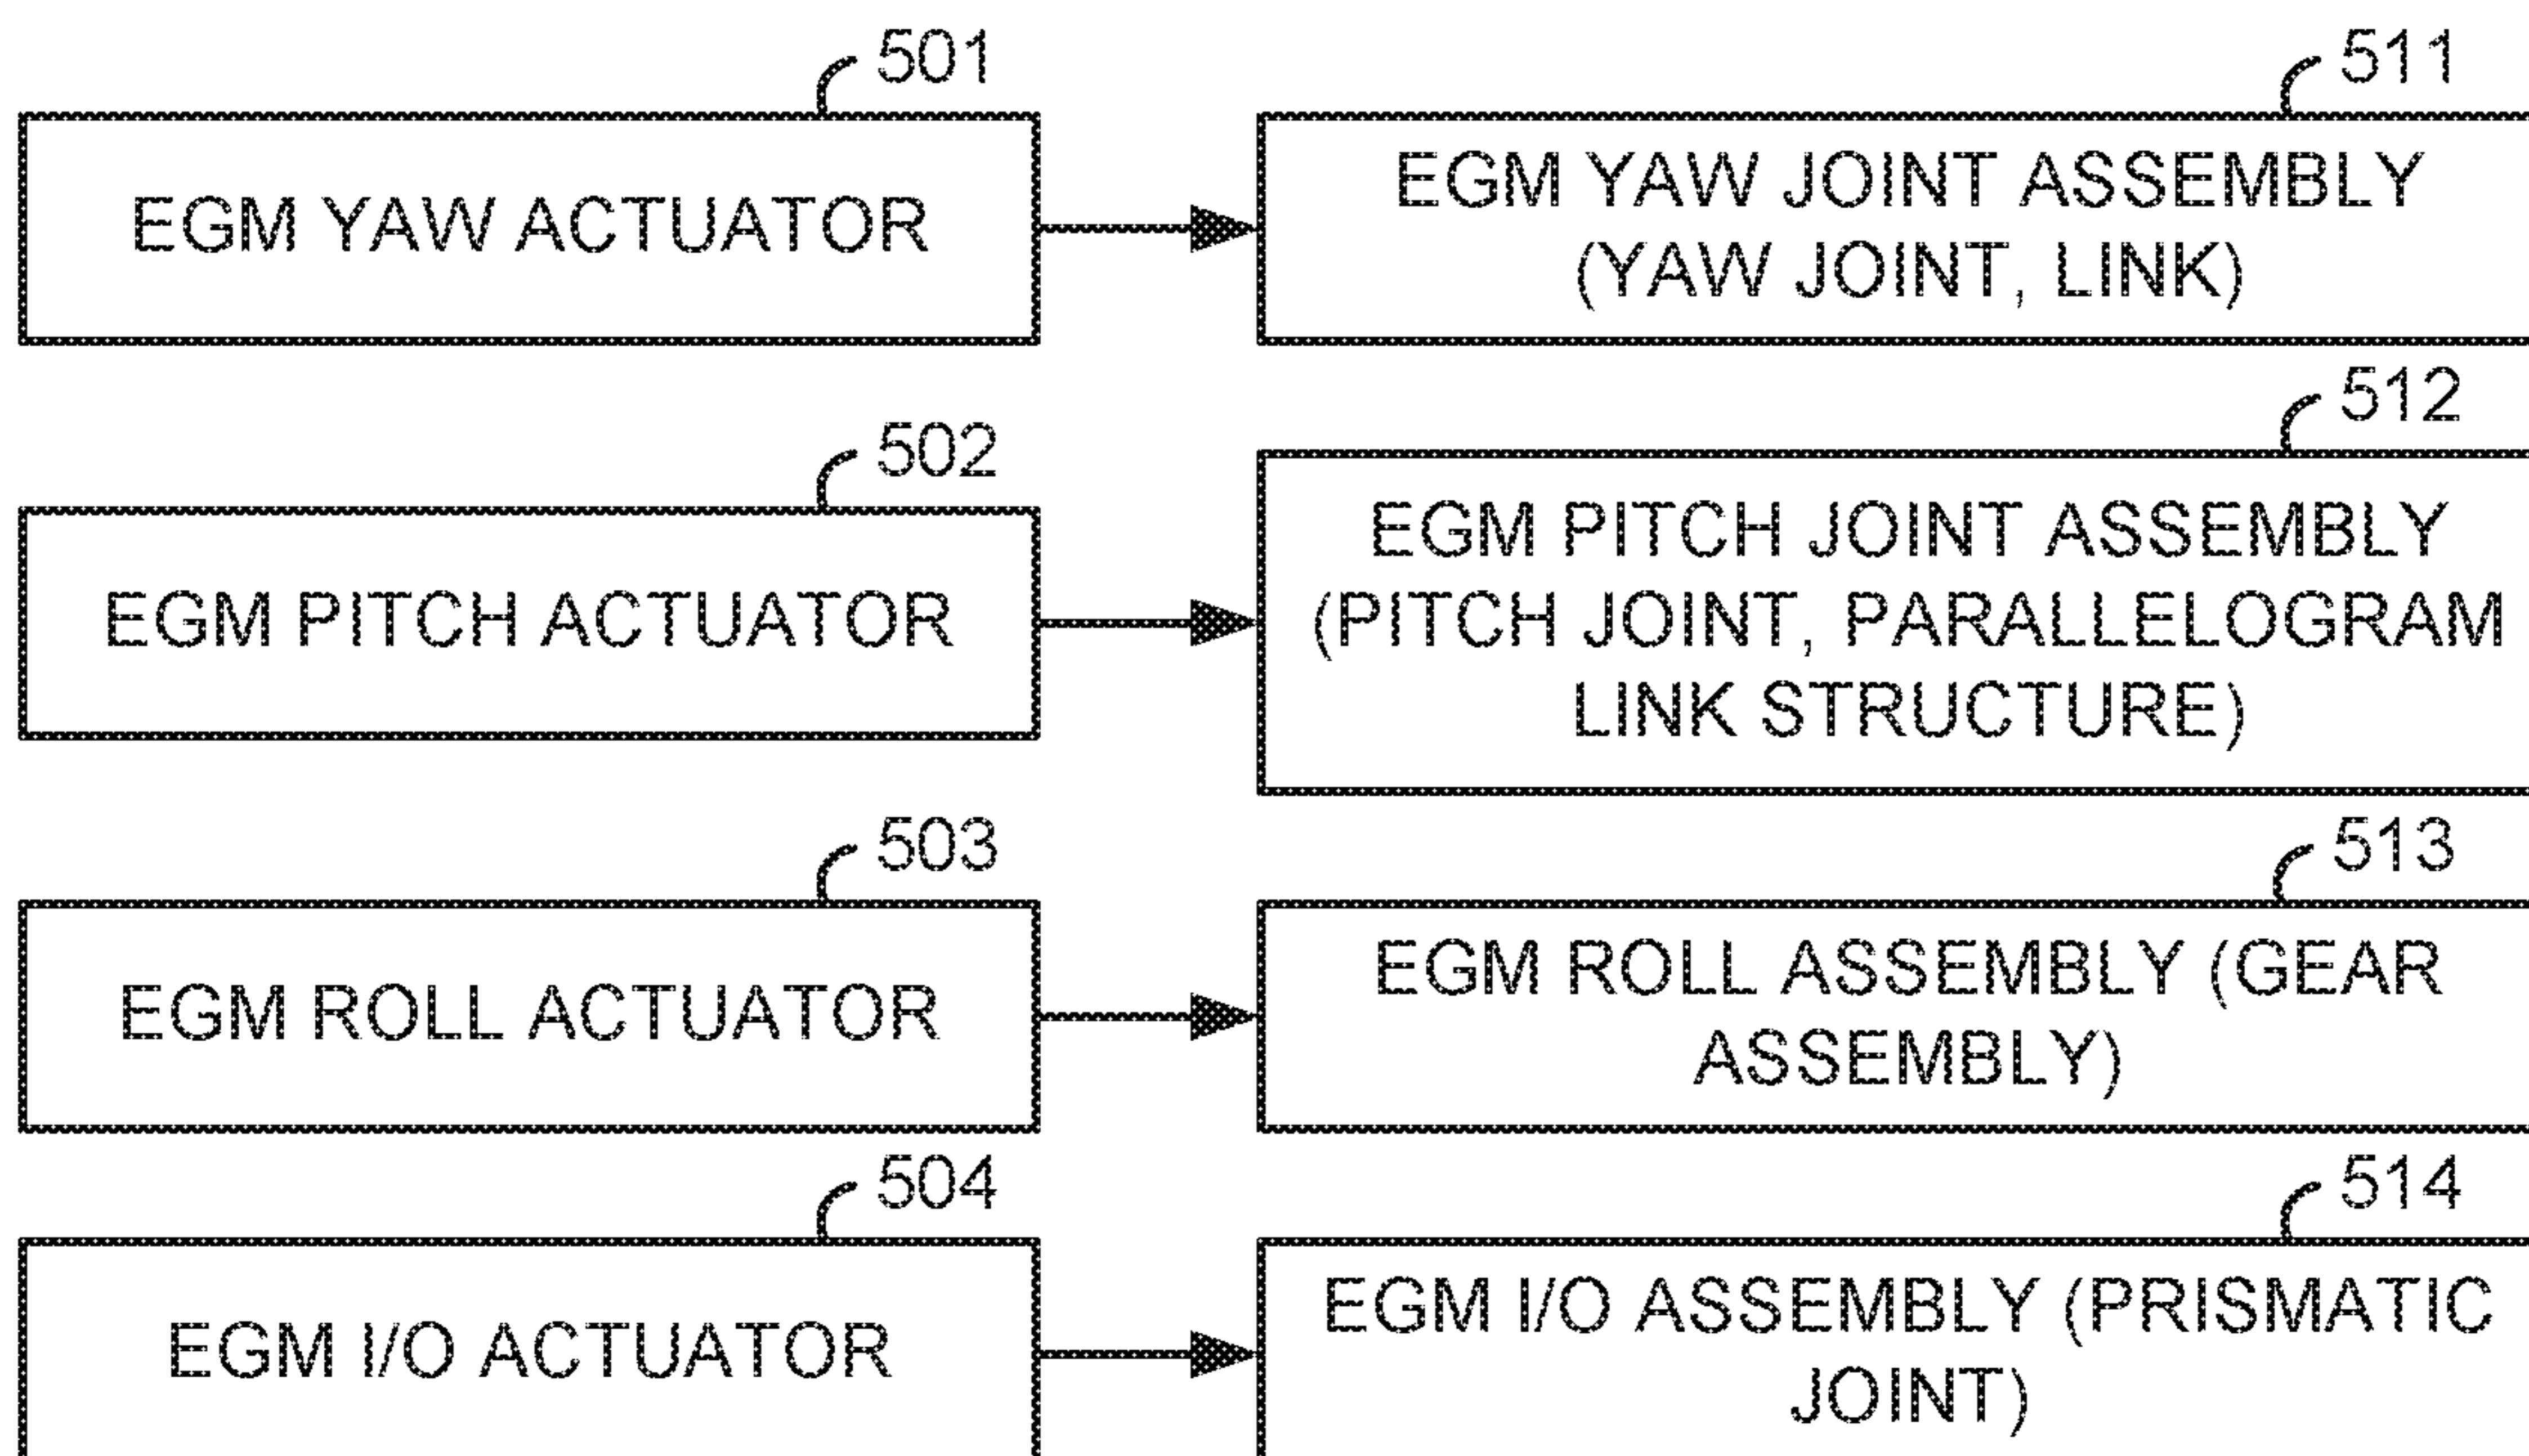 501
511
EGM YAW ACTUATOR
EGM YAW JOINT ASSEMBLY
(YAW JOINT, LINK)
502
512
EGM PITCH ACTUATOR
EGM PITCH JOINT ASSEMBLY
(PITCH JOINT, PARALLELOGRAM
LINK STRUCTURE)
503
513
EGM ROLL ACTUATOR
EGM ROLL ASSEMBLY (GEAR
ASSEMBLY)
504
514
EGM I/O ACTUATOR
EGM I/O ASSEMBLY (PRISMATIC
JOINT)